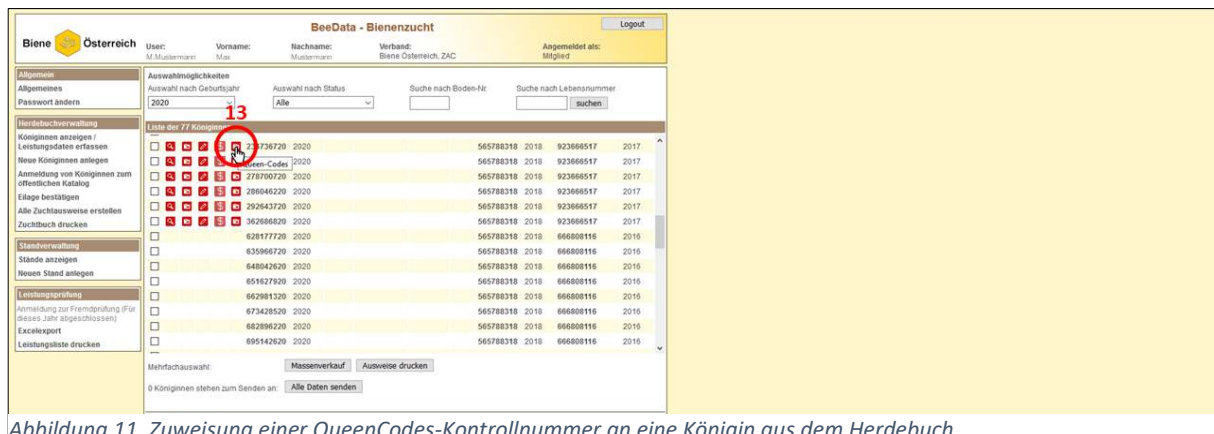 BeeData - Bienenzucht
Logout
Biene Österreich
User: Vorname: Nachname: Verband: Angemeldet als:
M.Mustermann Max Mustermann Biene Österreich, ZAC Mitglied
Allgemein
Allgemeines
Passwort ändern
Herdebuchverwaltung
Königinnen anzeigen /
Leistungsdaten erfassen
Neue Königinnen anlegen
Anmeldung von Königinnen zum
öffentlichen Katalog
Eilage bestätigen
Alle Zuchtausweise erstellen
Zuchtbuch drucken
Standverwaltung
Stände anzeigen
Neuen Stand anlegen
Leistungsprüfung
Anmeldung zur Fremdprüfung (Für
dieses Jahr abgeschlossen)
Excelexport
Leistungsliste drucken
Auswahlmöglichkeiten
Auswahl nach Geburtsjahr Auswahl nach Status Suche nach Boden-Nr. Suche nach Lebensnummer
2020 Alle suchen
13
Liste der 77
2020 565788318 2018 923666517 2017
Queen-Codes 2020 565788318 2018 923666517 2017
278700720 2020 565788318 2018 923666517 2017
286046220 2020 565788318 2018 923666517 2017
292643720 2020 565788318 2018 923666517 2017
362686820 2020 565788318 2018 923666517 2017
628177720 2020 565788318 2018 666808116 2016
635966720 2020 565788318 2018 666808116 2016
648042620 2020 565788318 2018 666808116 2016
651627920 2020 565788318 2018 666808116 2016
662981320 2020 565788318 2018 666808116 2016
673428520 2020 565788318 2018 666808116 2016
682896220 2020 565788318 2018 666808116 2016
695142620 2020 565788318 2018 666808116 2016
Mehrfachauswahl: Massenverkauf Ausweise drucken
0 Königinnen stehen zum Senden an: Alle Daten senden
Abbildung 11. Zuweisung einer QueenCodes-Kontrollnummer an eine Königin aus dem Herdebuch